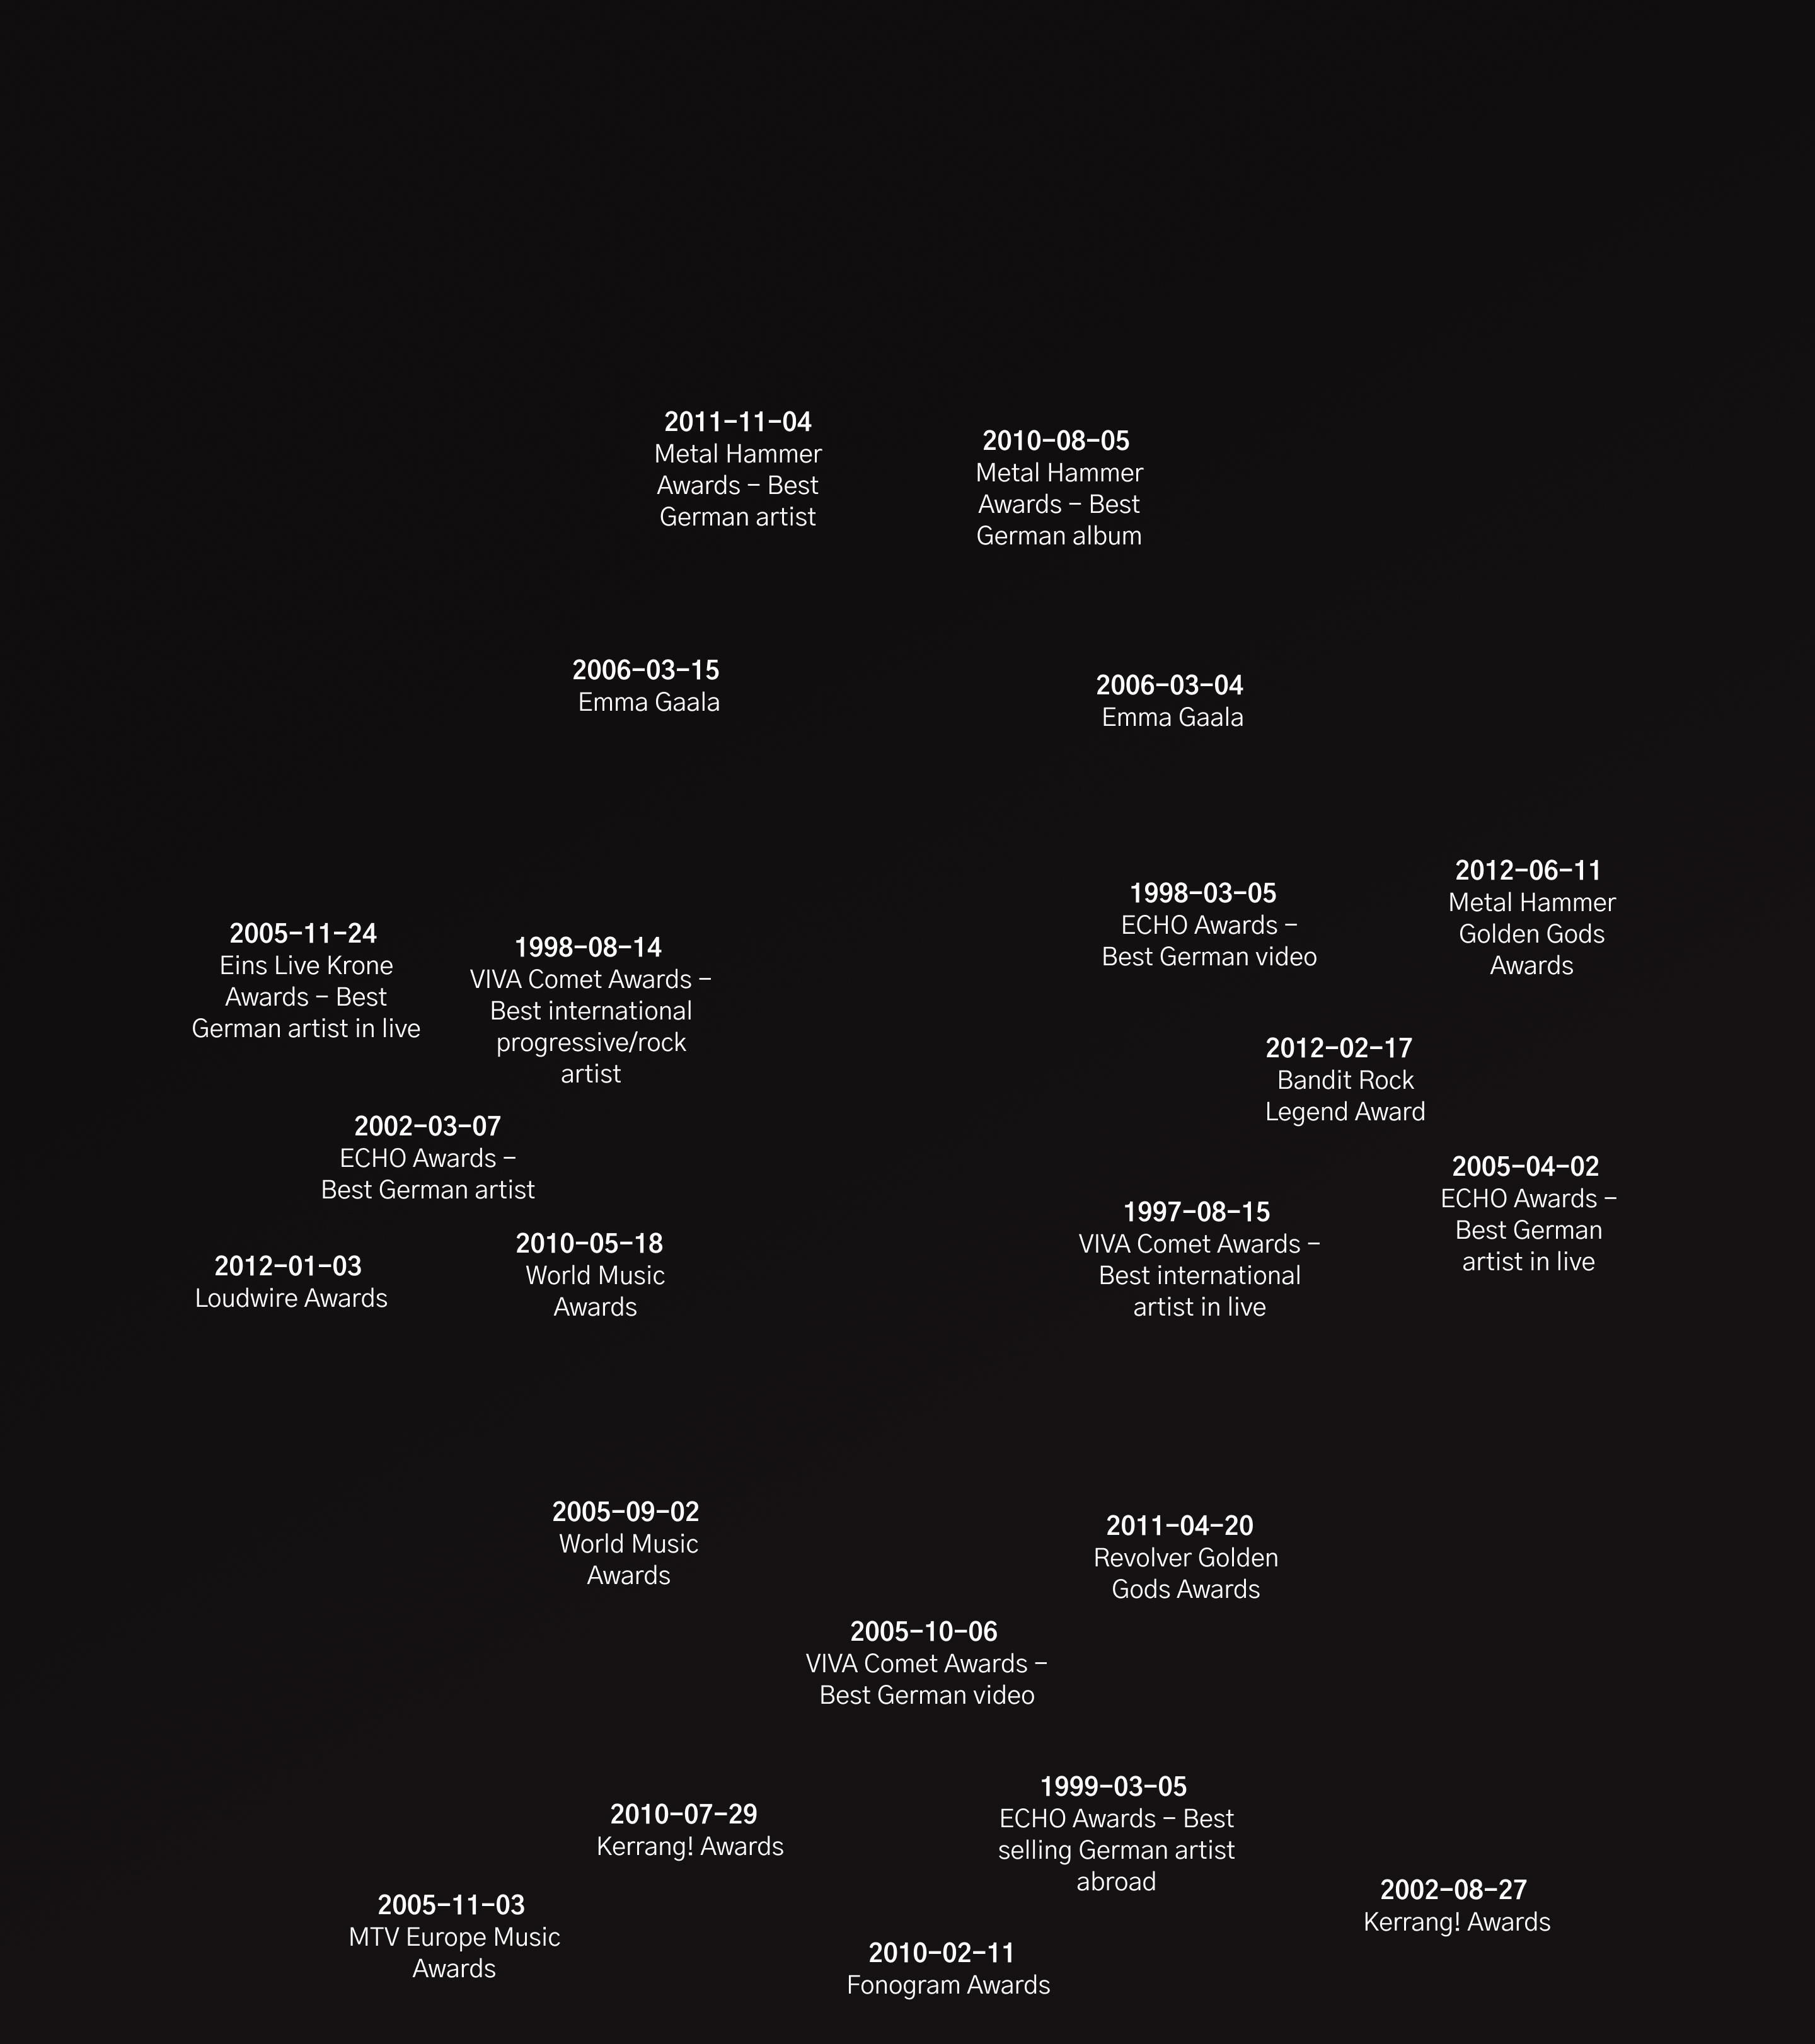 2011-11-04
Metal Hammer
Awards – Best
German artist
2010-08-05
Metal Hammer
Awards – Best
German album
2006-03-15
Emma Gaala
2006-03-04
Emma Gaala
2005-11-24
Eins Live Krone
Awards – Best
German artist in live
1998-08-14
VIVA Comet Awards –
Best international
progressive/rock
artist
1998-03-05
ECHO Awards –
Best German video
2012-06-11
Metal Hammer
Golden Gods
Awards
2012-02-17
Bandit Rock
Legend Award
2002-03-07
ECHO Awards –
Best German artist
2005-04-02
ECHO Awards –
Best German
artist in live
1997-08-15
VIVA Comet Awards –
Best international
artist in live
2012-01-03
Loudwire Awards
2010-05-18
World Music
Awards
2005-09-02
World Music
Awards
2011-04-20
Revolver Golden
Gods Awards
2005-10-06
VIVA Comet Awards –
Best German video
1999-03-05
ECHO Awards – Best
selling German artist
abroad
2010-07-29
Kerrang! Awards
2002-08-27
Kerrang! Awards
2005-11-03
MTV Europe Music
Awards
2010-02-11
Fonogram Awards